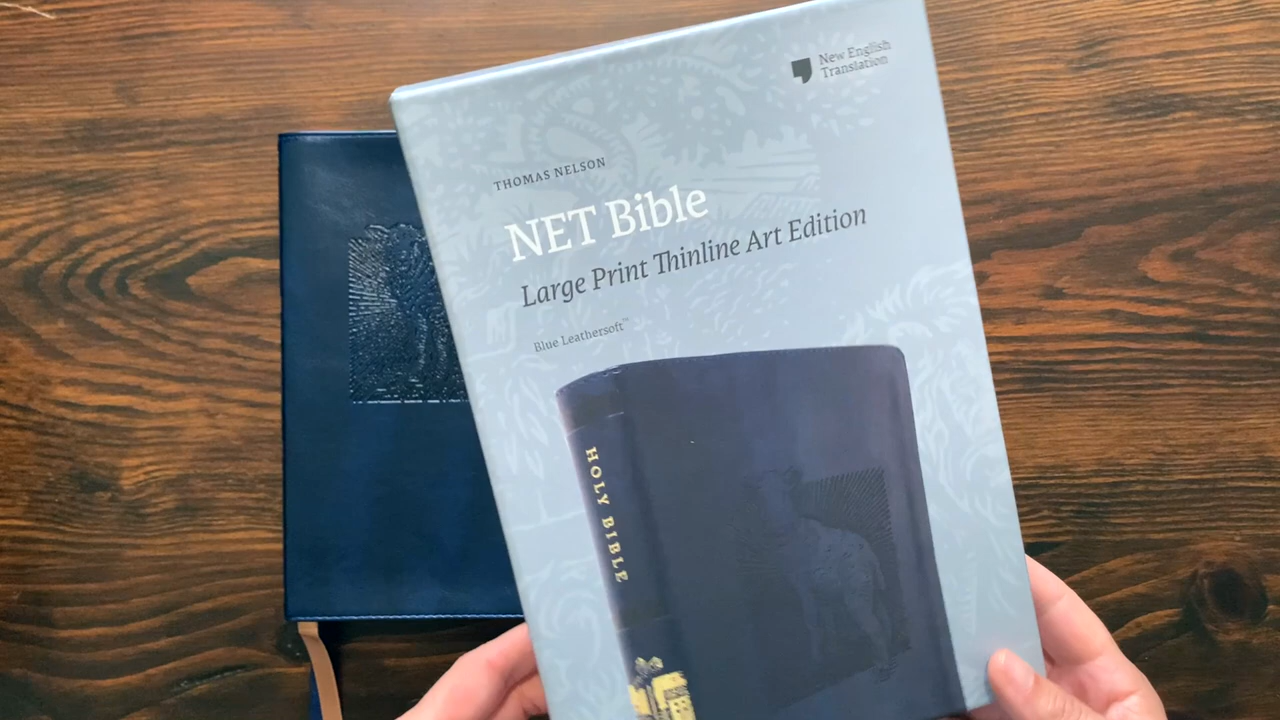 New English
Translation
THOMAS NELSON
NET Bible
Large Print Thinline Art Edition
Blue Leathersoft™
HOLY BIBLE